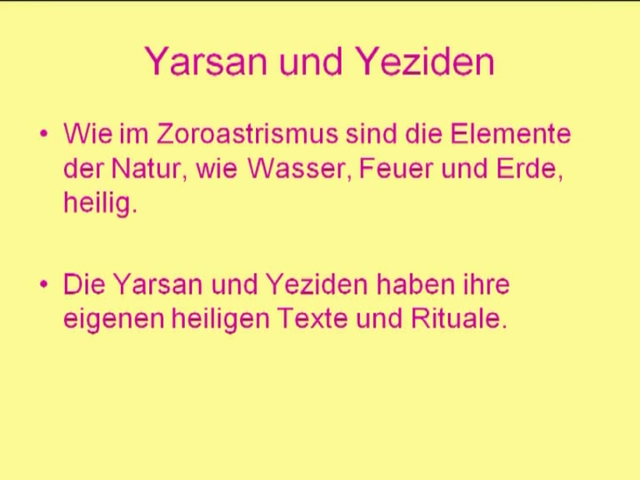 Yarsan und Yeziden
• Wie im Zoroastrismus sind die Elemente
der Natur, wie Wasser, Feuer und Erde,
heilig.
• Die Yarsan und Yeziden haben ihre
eigenen heiligen Texte und Rituale.